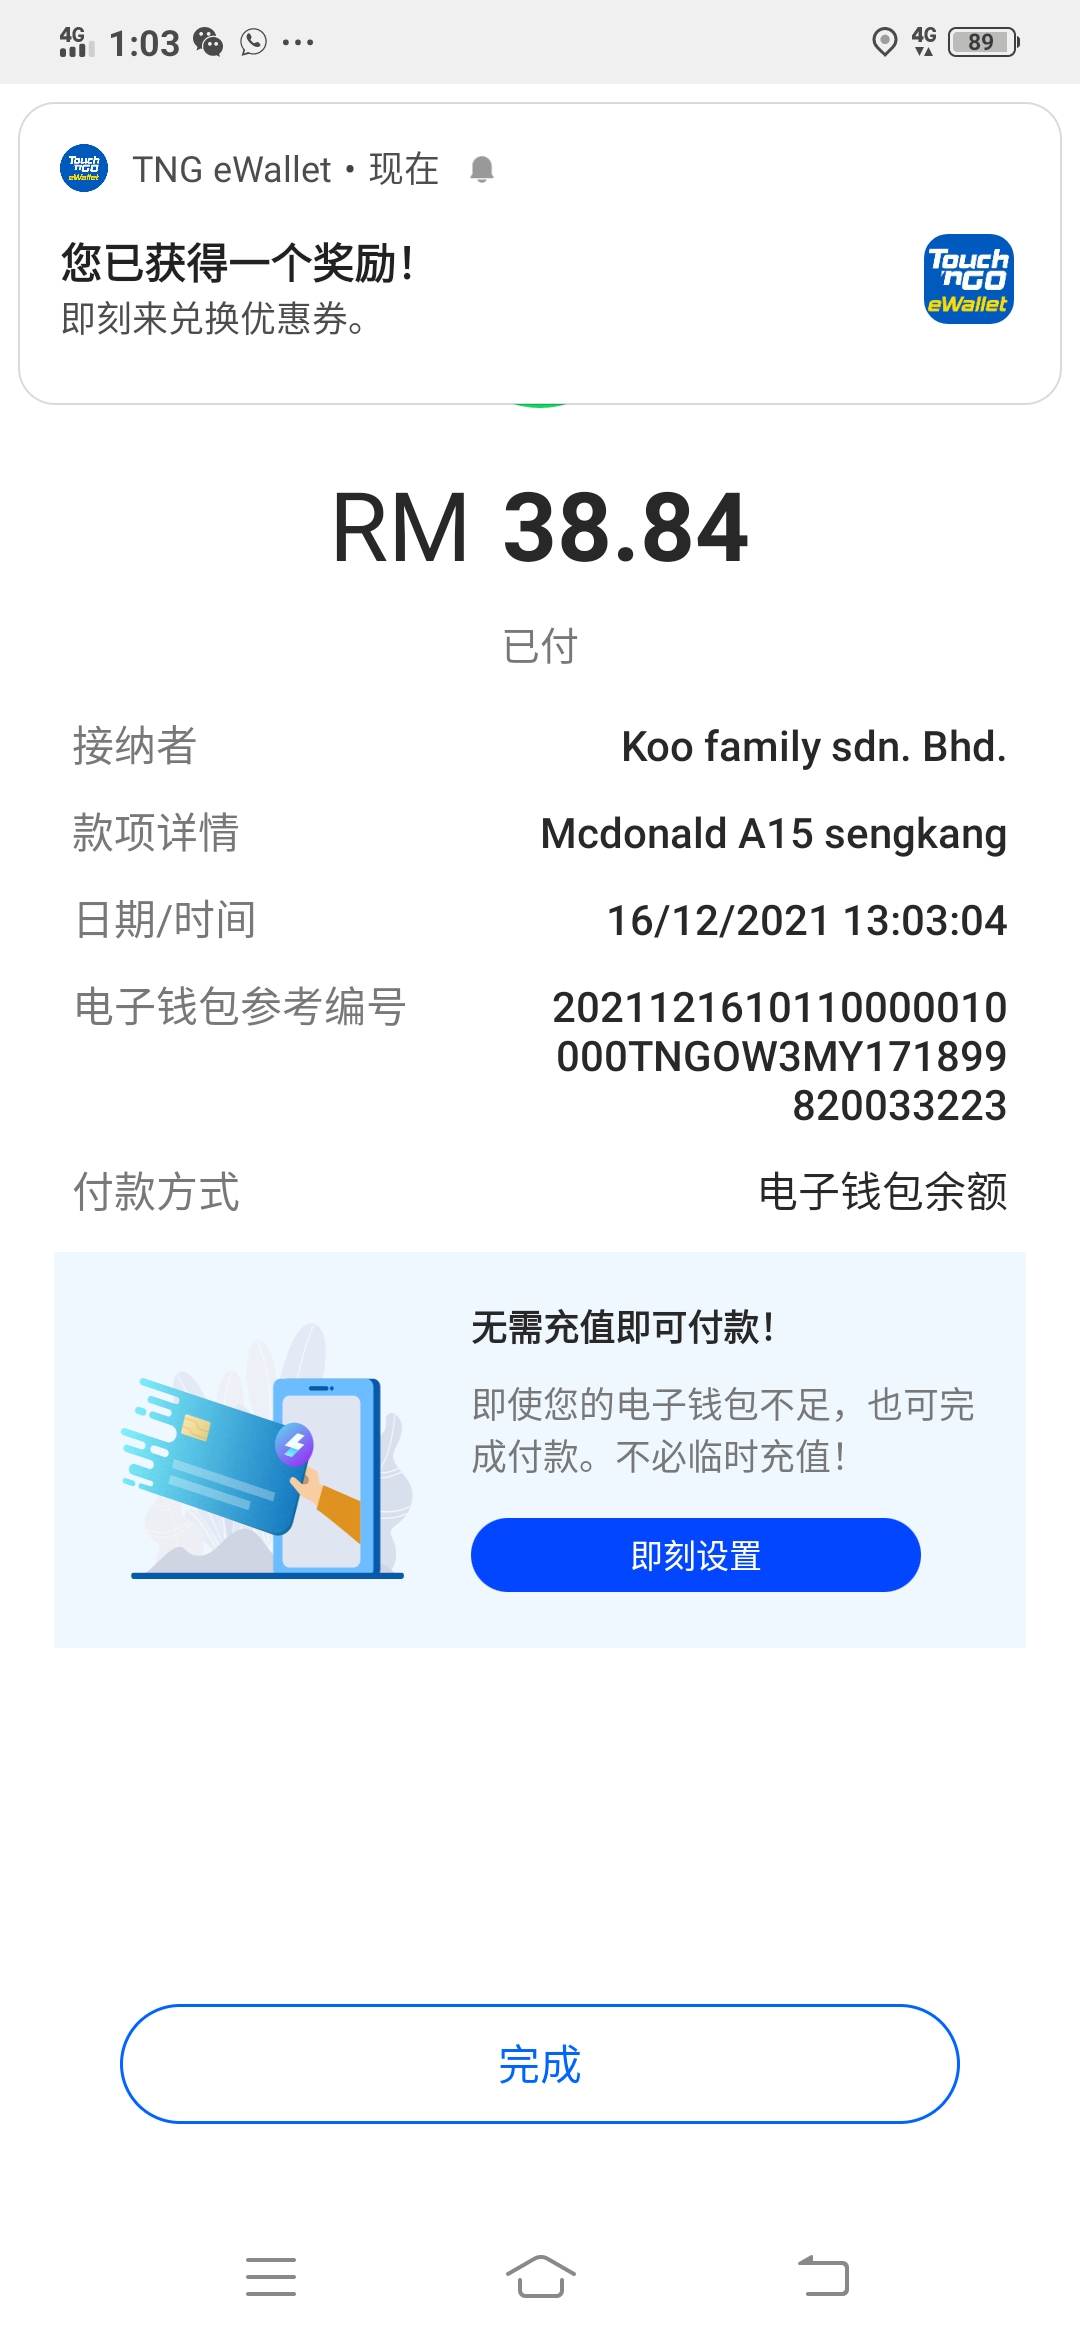 4G 1:03 4G 89
TNG eWallet • 现在
您已获得一个奖励！
即刻来兑换优惠券。
Touch
'nGO
eWallet
Touch
'nGO
eWallet
RM 38.84
已付
接纳者 Koo family sdn. Bhd.
款项详情 Mcdonald A15 sengkang
日期/时间 16/12/2021 13:03:04
电子钱包参考编号 2021121610110000010
000TNGOW3MY171899
820033223
付款方式 电子钱包余额
无需充值即可付款！
即使您的电子钱包不足，也可完
成付款。不必临时充值！
即刻设置
完成